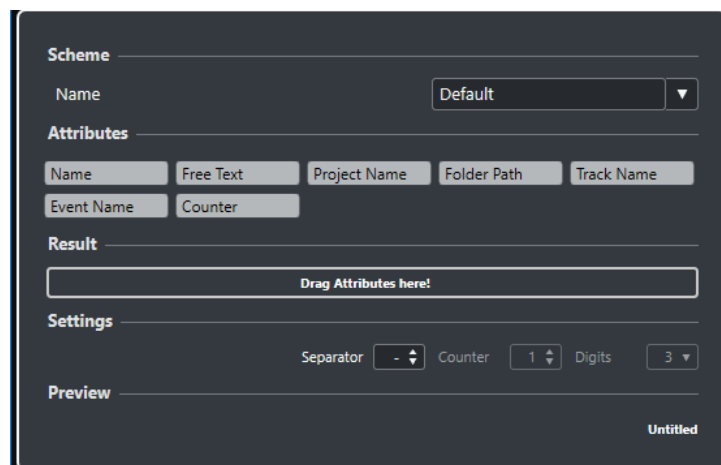 Scheme
Name Default
Attributes
Name Free Text Project Name Folder Path Track Name
Event Name Counter
Result
Drag Attributes here!
Settings
Separator - Counter 1 Digits 3
Preview
Untitled